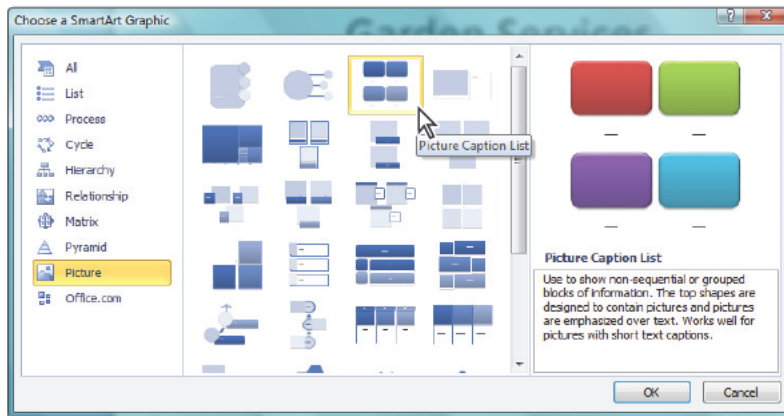 Garden Services
Choose a SmartArt Graphic
All
List
Process
Cycle
Hierarchy
Relationship
Matrix
Pyramid
Picture
Office.com
Picture Caption List
Picture Caption List
Use to show non-sequential or grouped
blocks of information. The top shapes are
designed to contain pictures and pictures
are emphasized over text. Works well for
pictures with short text captions.
OK
Cancel